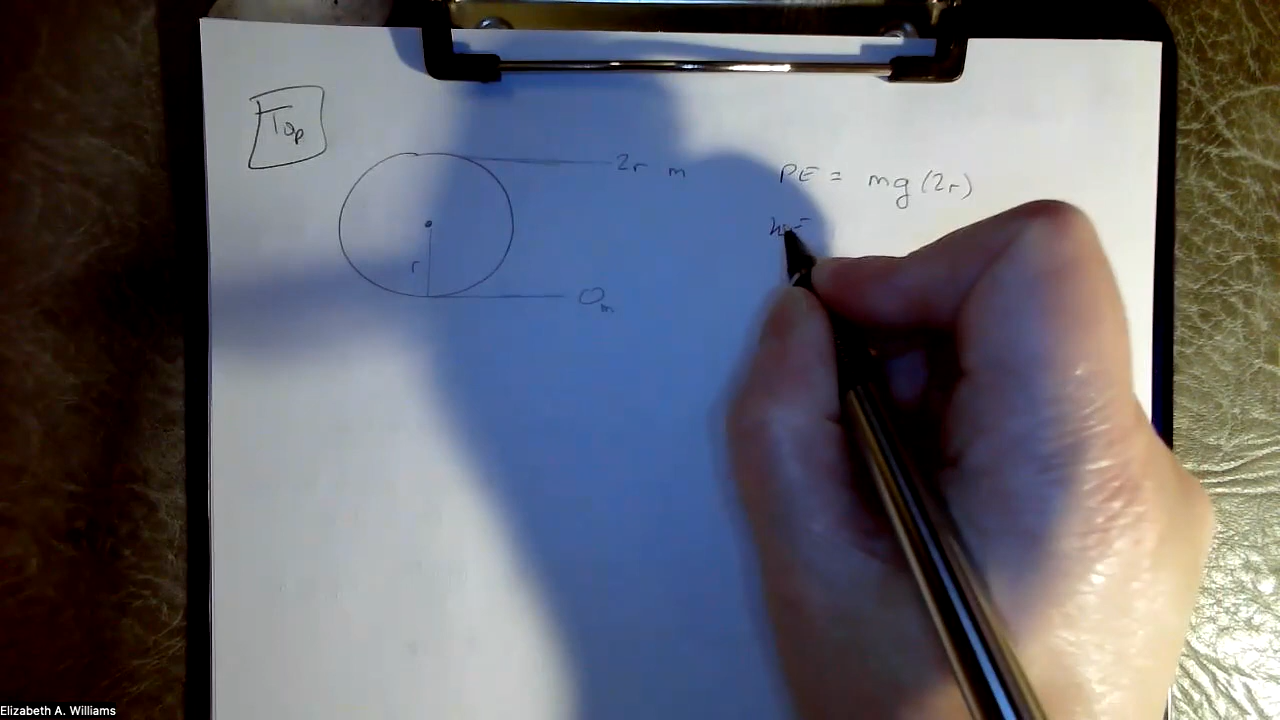 Top
2r m
PE = mg(2r)
r
0m
Elizabeth A. Williams